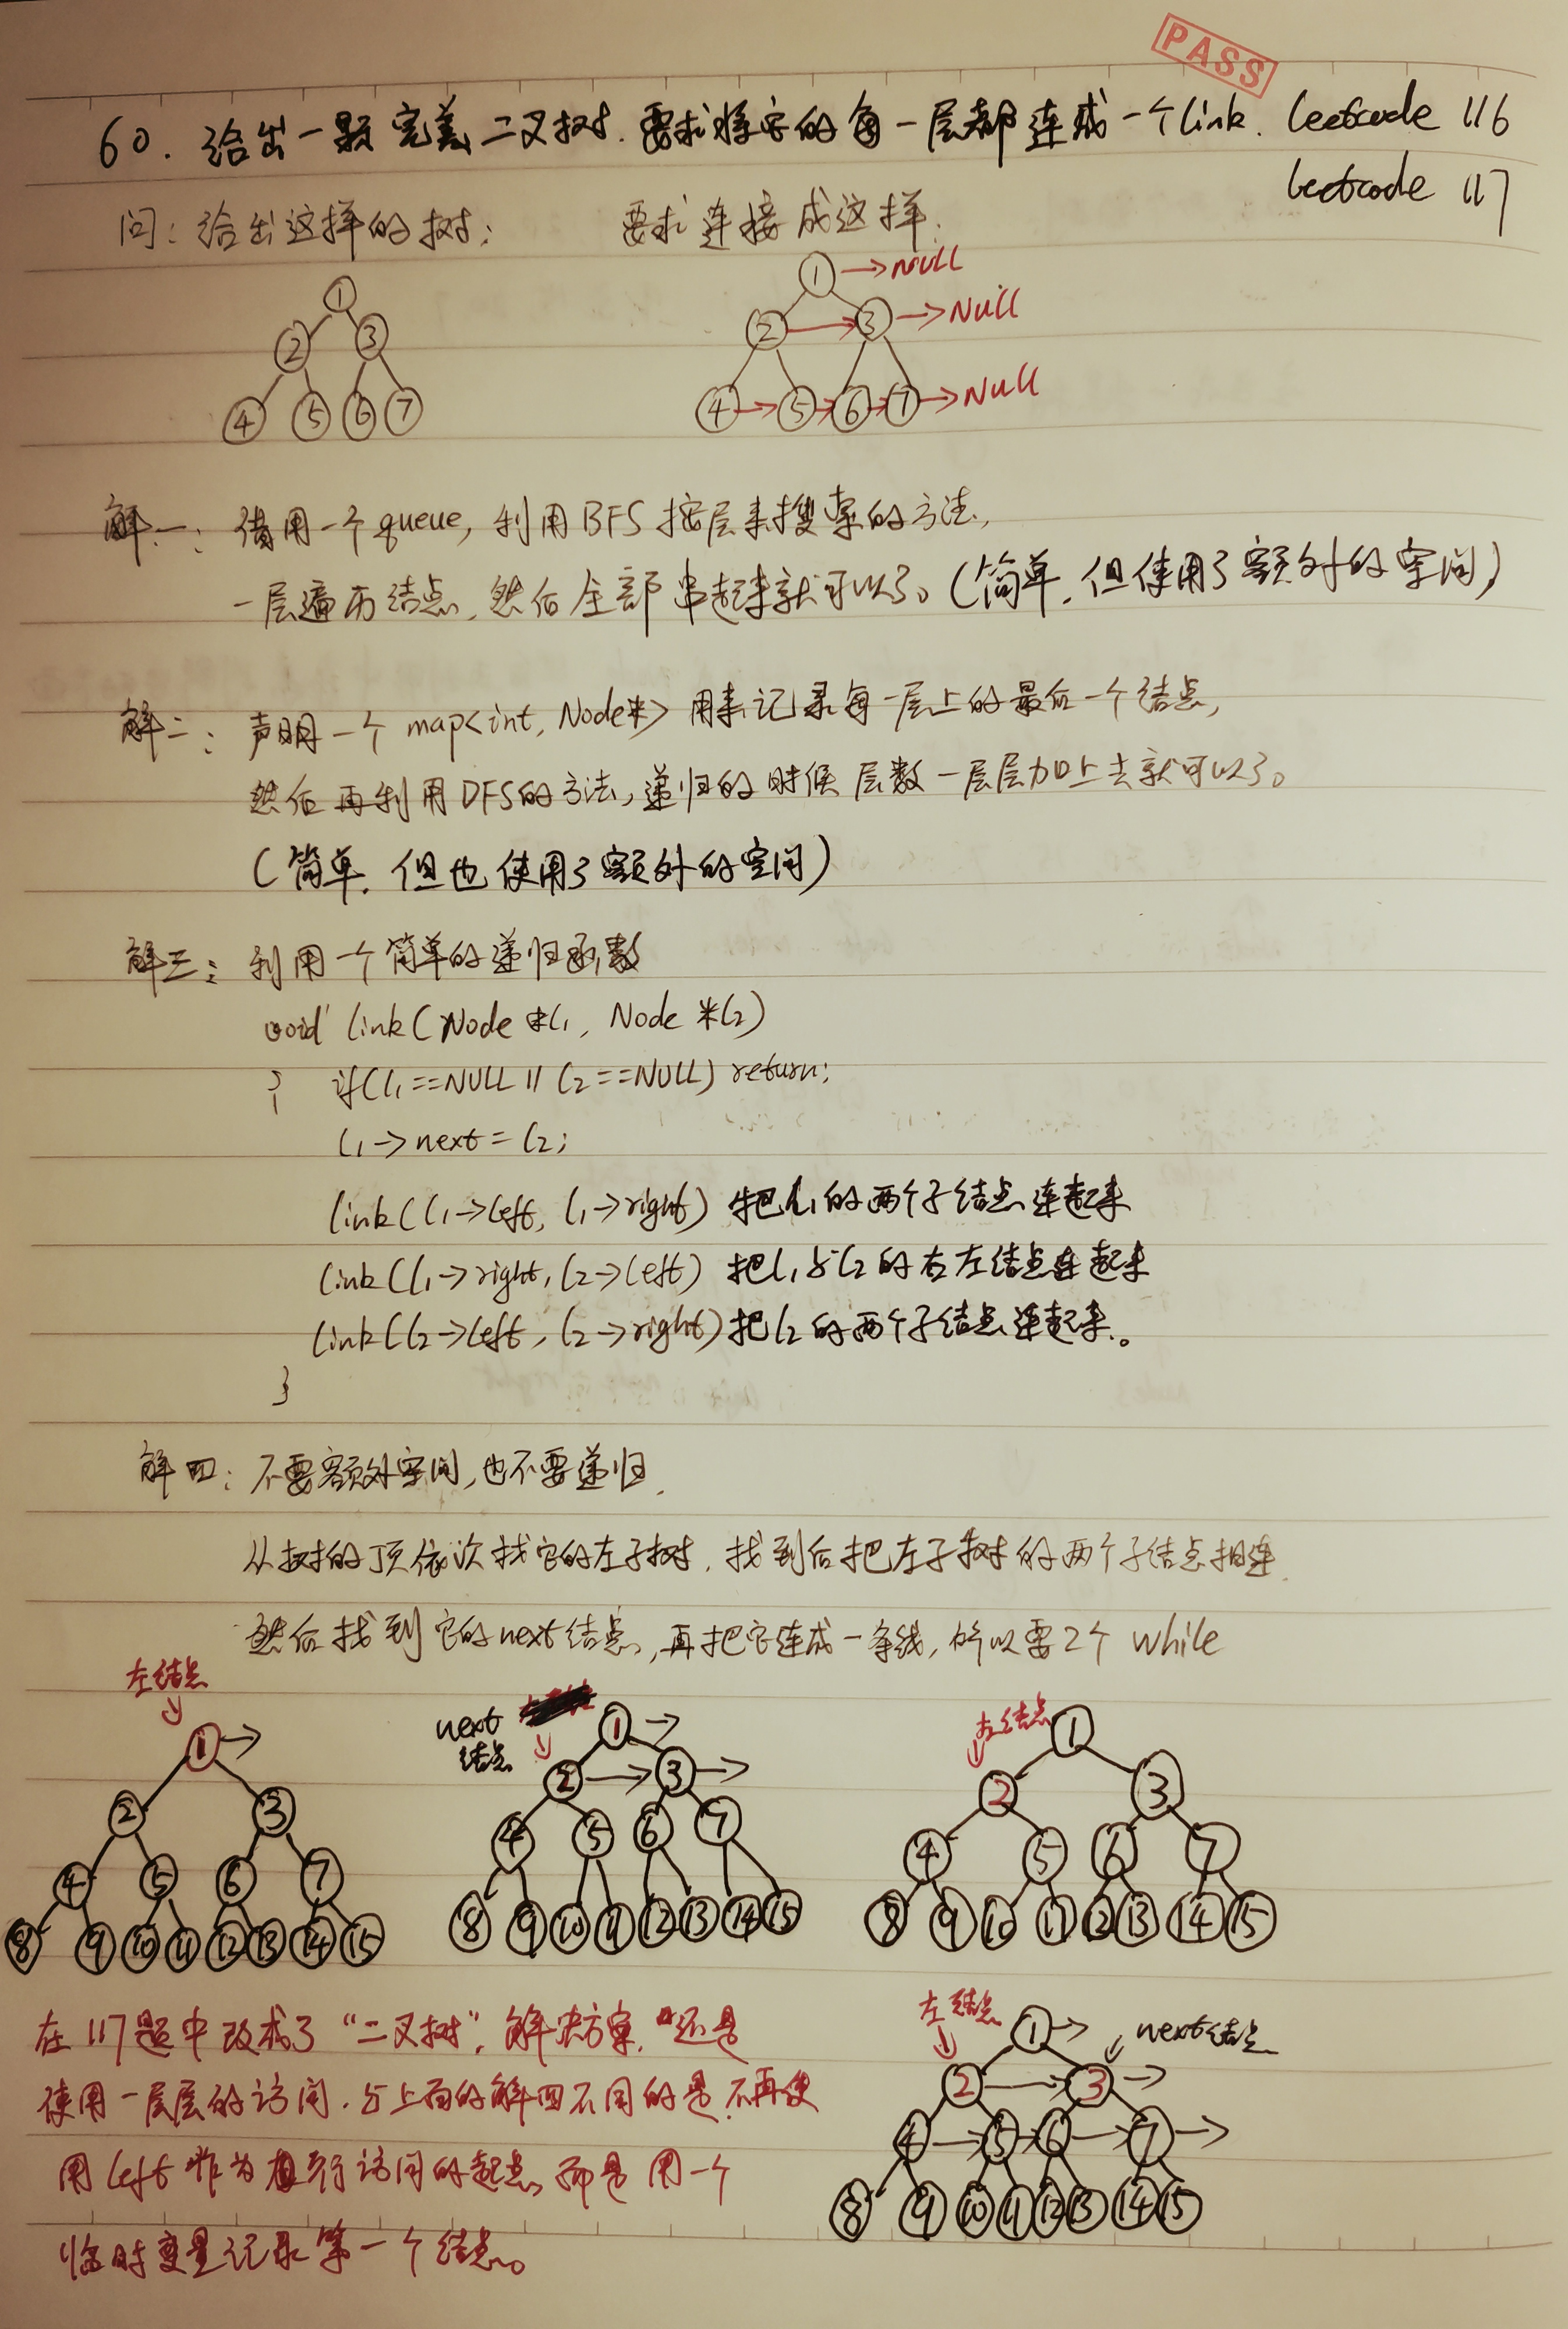 PASS
60. 给出一颗完美二叉树. 要求将它的每一层都连成一个link. leetcode 116
leetcode 117
问: 给出这样的树: 要求连接成这样.
1 → NULL
2 → 3 → NULL
4 → 5 → 6 → 7 → NULL
1
2 3
4 5 6 7
解一: 借用一个queue, 利用BFS按层来搜索的方法,
一层遍历结点, 然后全部串起来就可以了。(简单, 但使用了额外的空间)
解二: 声明一个 map<int, Node*> 用来记录每一层上的最后一个结点,
然后再利用DFS的方法, 递归的时候层数一层层加上去就可以了。
(简单, 但也使用了额外的空间)
解三: 利用一个简单的递归函数
void link(Node *l1, Node *l2)
{ if(l1==NULL || l2==NULL) return;
l1->next = l2;
link(l1->left, l1->right) 把l1的两个子结点连起来
link(l1->right, l2->left) 把l1与l2的右左结点连起来
link(l2->left, l2->right) 把l2的两个子结点连起来。
}
解四: 不要额外空间, 也不要递归.
从树的顶依次找它的左子树, 找到后把左子树的两个子结点相连.
然后找到它的next结点, 再把它连成一条线, 所以要2个while
左结点
1 →
2 3
4 5 6 7
8 9 10 11 12 13 14 15
next
结点
1 →
2 → 3 →
4 5 6 7
8 9 10 11 12 13 14 15
左结点
1
2 3
4 5 6 7
8 9 10 11 12 13 14 15
在117题中改成了“二叉树”, 解决方案, 还是
使用一层层的访问. 与上面的解四不同的是, 不再使
用left作为行访问的起点, 而是用一个
临时变量记录第一个结点。
左结点
1 →
next结点
2 → 3 →
4 → 5 → 6 → 7 →
8 9 10 11 12 13 14 15